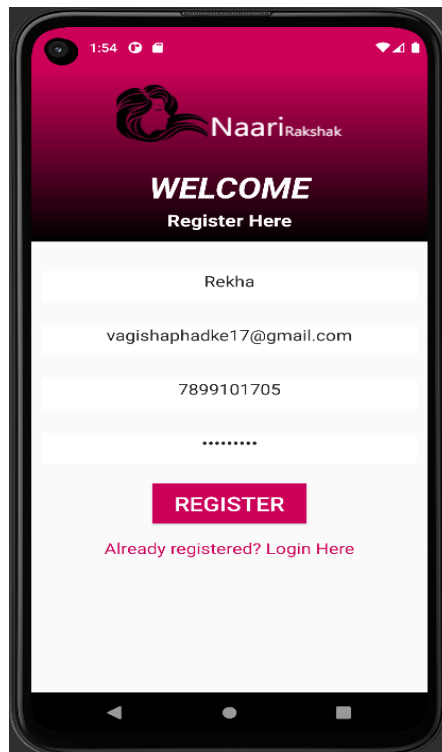 1:54
NaariRakshak
WELCOME
Register Here
Rekha
vagishaphadke17@gmail.com
7899101705
•••••••••
REGISTER
Already registered? Login Here